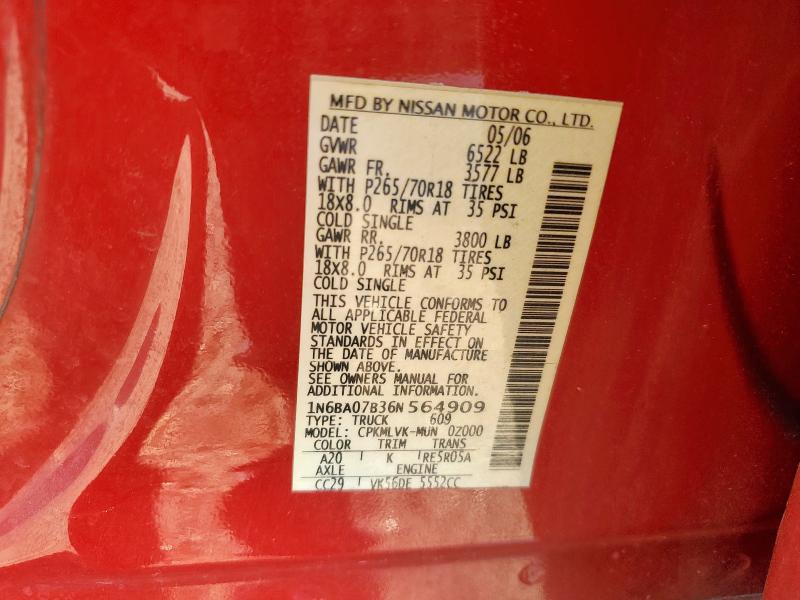 MFD BY NISSAN MOTOR CO., LTD.
DATE 05/06
GVWR 6522 LB
GAWR FR. 3577 LB
WITH P265/70R18 TIRES
18X8.0 RIMS AT 35 PSI
COLD SINGLE
GAWR RR. 3800 LB
WITH P265/70R18 TIRES
18X8.0 RIMS AT 35 PSI
COLD SINGLE
THIS VEHICLE CONFORMS TO
ALL APPLICABLE FEDERAL
MOTOR VEHICLE SAFETY
STANDARDS IN EFFECT ON
THE DATE OF MANUFACTURE
SHOWN ABOVE.
SEE OWNERS MANUAL FOR
ADDITIONAL INFORMATION.
1N6BA07B36N 564909
TYPE: TRUCK 609
MODEL: CPKMLVK-MUN 0Z000
COLOR TRIM TRANS
A20 K RE5R05A
AXLE ENGINE
CC29 VK56DE 5552CC